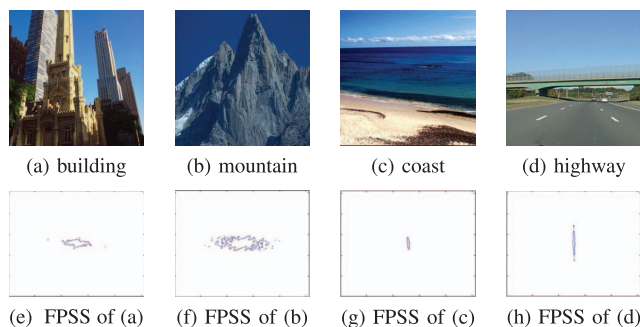 (a) building (b) mountain (c) coast (d) highway
(e) FPSS of (a) (f) FPSS of (b) (g) FPSS of (c) (h) FPSS of (d)